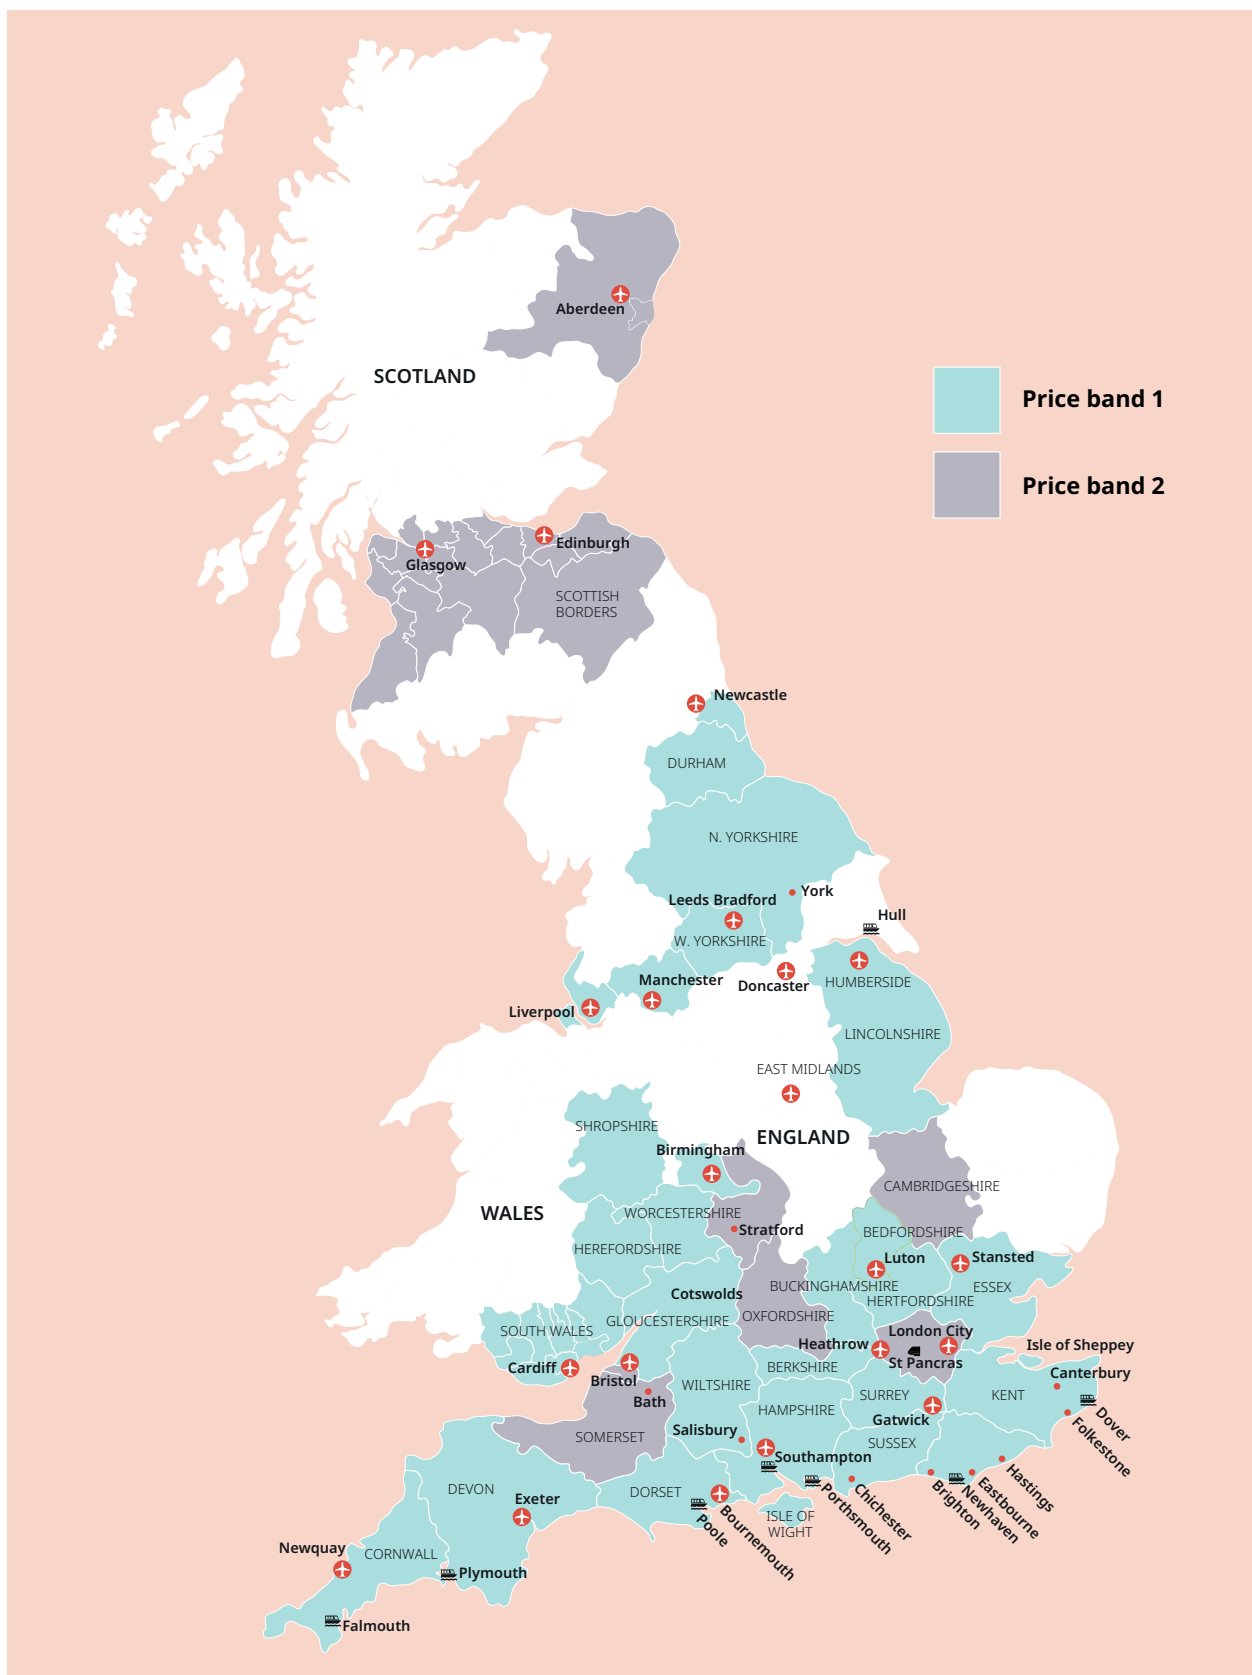 Aberdeen
SCOTLAND
Price band 1
Price band 2
Edinburgh
Glasgow
SCOTTISH
BORDERS
Newcastle
DURHAM
N. YORKSHIRE
York
Leeds Bradford
Hull
W. YORKSHIRE
Manchester
Doncaster
HUMBERSIDE
Liverpool
LINCOLNSHIRE
EAST MIDLANDS
SHROPSHIRE
ENGLAND
Birmingham
CAMBRIDGESHIRE
WALES
WORCESTERSHIRE
Stratford
BEDFORDSHIRE
HEREFORDSHIRE
Luton
Stansted
BUCKINGHAMSHIRE
ESSEX
Cotswolds
HERTFORDSHIRE
OXFORDSHIRE
GLOUCESTERSHIRE
SOUTH WALES
London City
Heathrow
Isle of Sheppey
St Pancras
Cardiff
BERKSHIRE
Canterbury
Bristol
WILTSHIRE
SURREY
KENT
Bath
HAMPSHIRE
Gatwick
Dover
Folkestone
Salisbury
SOMERSET
SUSSEX
Southampton
Hastings
DEVON
DORSET
Eastbourne
Newhaven
Brighton
Chichester
Porthsmouth
Exeter
ISLE OF
WIGHT
Poole
Bournemouth
Newquay
CORNWALL
Plymouth
Falmouth